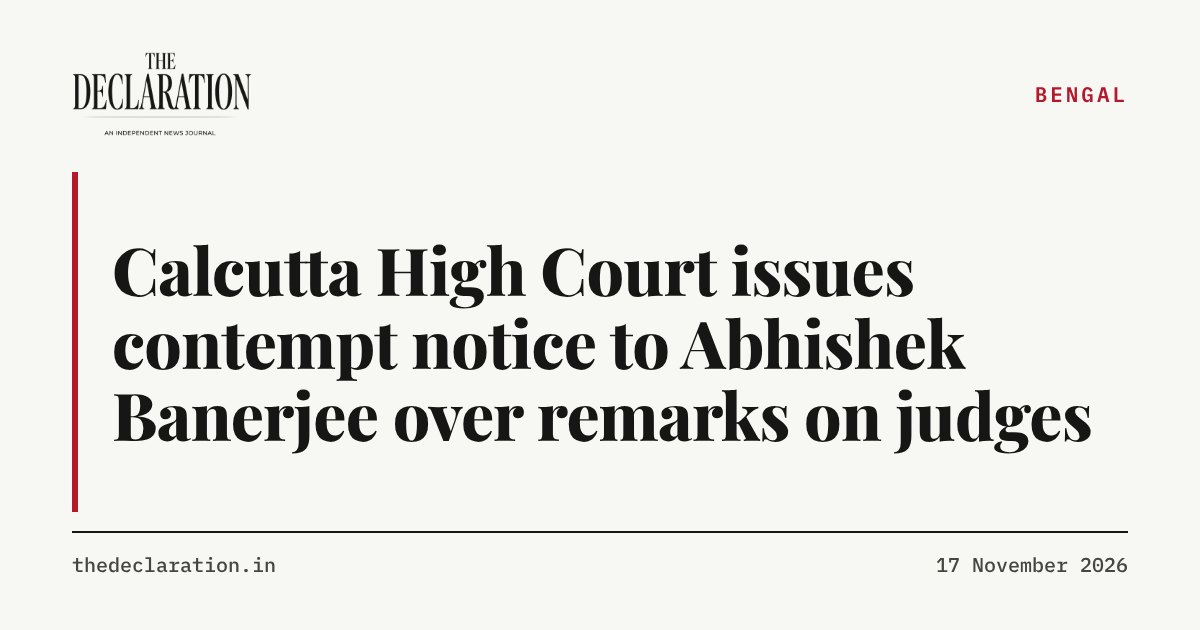 THE
DECLARATION
AN INDEPENDENT NEWS JOURNAL
BENGAL
Calcutta High Court issues
contempt notice to Abhishek
Banerjee over remarks on judges
thedeclaration.in
17 November 2026